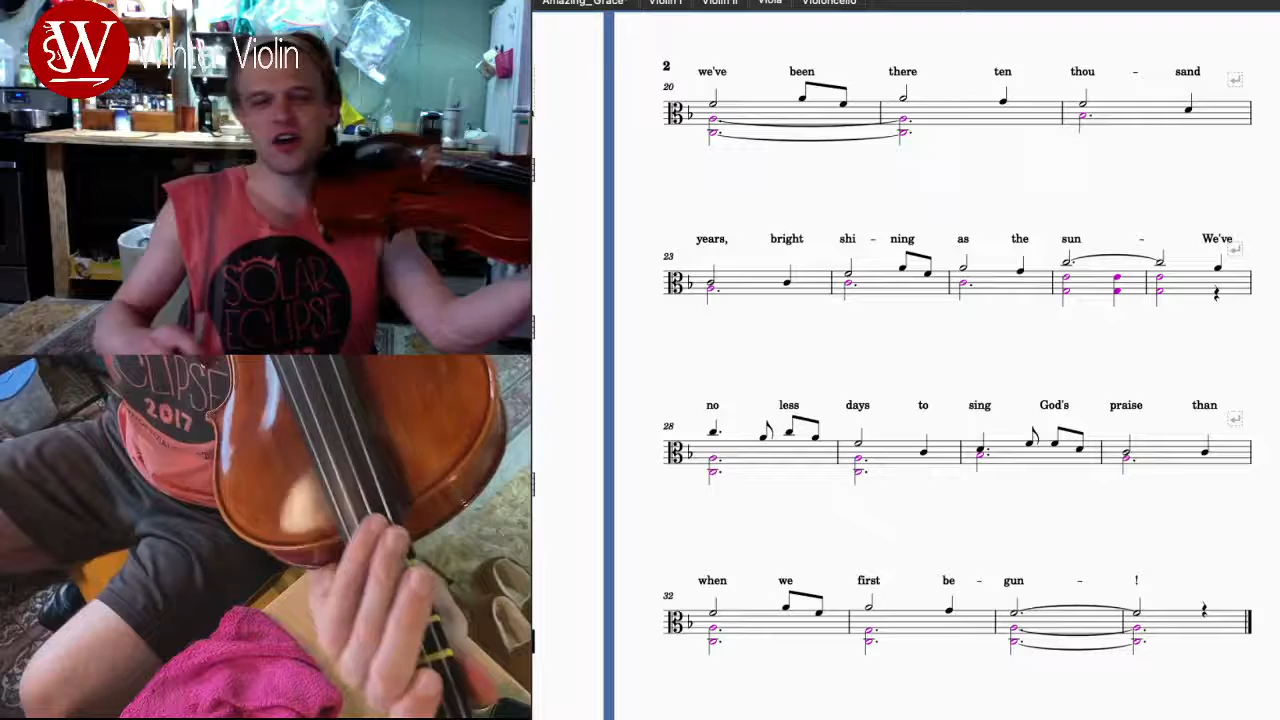 Amazing_Grace* Violin I Violin II Viola Violoncello
W Winter Violin
SOLAR
ECLIPSE
2017
CLIPSE
2017
2
we've been there ten thou - sand
20
years, bright shi - ning as the sun - We've
23
no less days to sing God's praise than
28
when we first be - gun - !
32